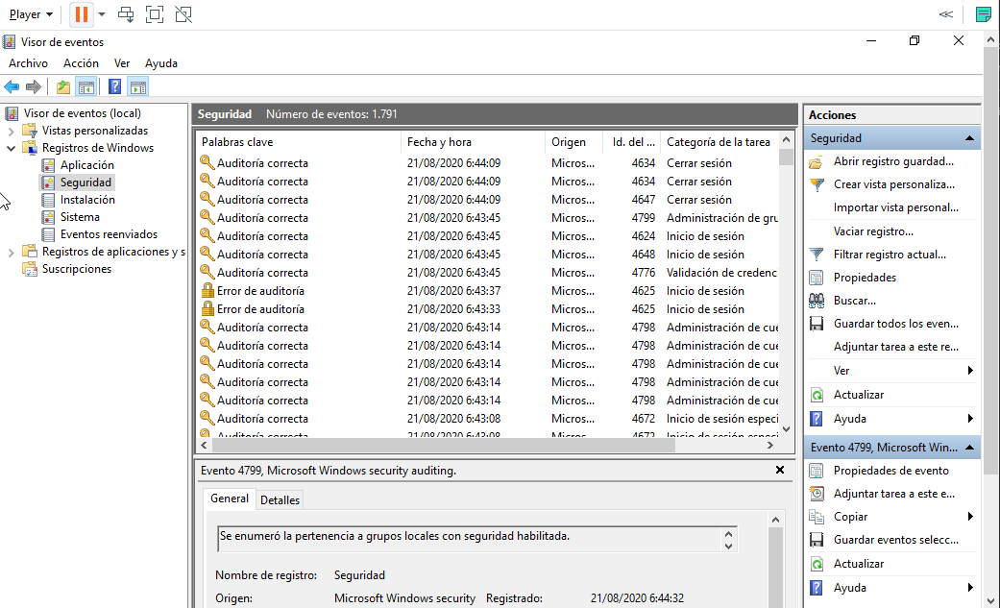 Player
Visor de eventos
Archivo Acción Ver Ayuda
Visor de eventos (local)
Vistas personalizadas
Registros de Windows
Aplicación
Seguridad
Instalación
Sistema
Eventos reenviados
Registros de aplicaciones y s
Suscripciones
Seguridad Número de eventos: 1.791
Palabras clave Fecha y hora Origen Id. del ... Categoría de la tarea
Auditoría correcta 21/08/2020 6:44:09 Micros... 4634 Cerrar sesión
Auditoría correcta 21/08/2020 6:44:09 Micros... 4634 Cerrar sesión
Auditoría correcta 21/08/2020 6:44:09 Micros... 4647 Cerrar sesión
Auditoría correcta 21/08/2020 6:43:45 Micros... 4799 Administración de gru
Auditoría correcta 21/08/2020 6:43:45 Micros... 4624 Inicio de sesión
Auditoría correcta 21/08/2020 6:43:45 Micros... 4648 Inicio de sesión
Auditoría correcta 21/08/2020 6:43:45 Micros... 4776 Validación de credenc
Error de auditoría 21/08/2020 6:43:37 Micros... 4625 Inicio de sesión
Error de auditoría 21/08/2020 6:43:33 Micros... 4625 Inicio de sesión
Auditoría correcta 21/08/2020 6:43:14 Micros... 4798 Administración de cue
Auditoría correcta 21/08/2020 6:43:14 Micros... 4798 Administración de cue
Auditoría correcta 21/08/2020 6:43:14 Micros... 4798 Administración de cue
Auditoría correcta 21/08/2020 6:43:14 Micros... 4798 Administración de cue
Auditoría correcta 21/08/2020 6:43:14 Micros... 4798 Administración de cue
Auditoría correcta 21/08/2020 6:43:08 Micros... 4672 Inicio de sesión especi
Auditoría correcta 21/08/2020 6:43:08 Micros... 4672 Inicio de sesión especi
Evento 4799, Microsoft Windows security auditing.
General Detalles
Se enumeró la pertenencia a grupos locales con seguridad habilitada.
Nombre de registro: Seguridad
Origen: Microsoft Windows security Registrado: 21/08/2020 6:44:32
Acciones
Seguridad
Abrir registro guardad...
Crear vista personaliza...
Importar vista personal...
Vaciar registro...
Filtrar registro actual...
Propiedades
Buscar...
Guardar todos los even...
Adjuntar tarea a este re...
Ver
Actualizar
Ayuda
Evento 4799, Microsoft Win...
Propiedades de evento
Adjuntar tarea a este e...
Copiar
Guardar eventos selecc...
Actualizar
Ayuda